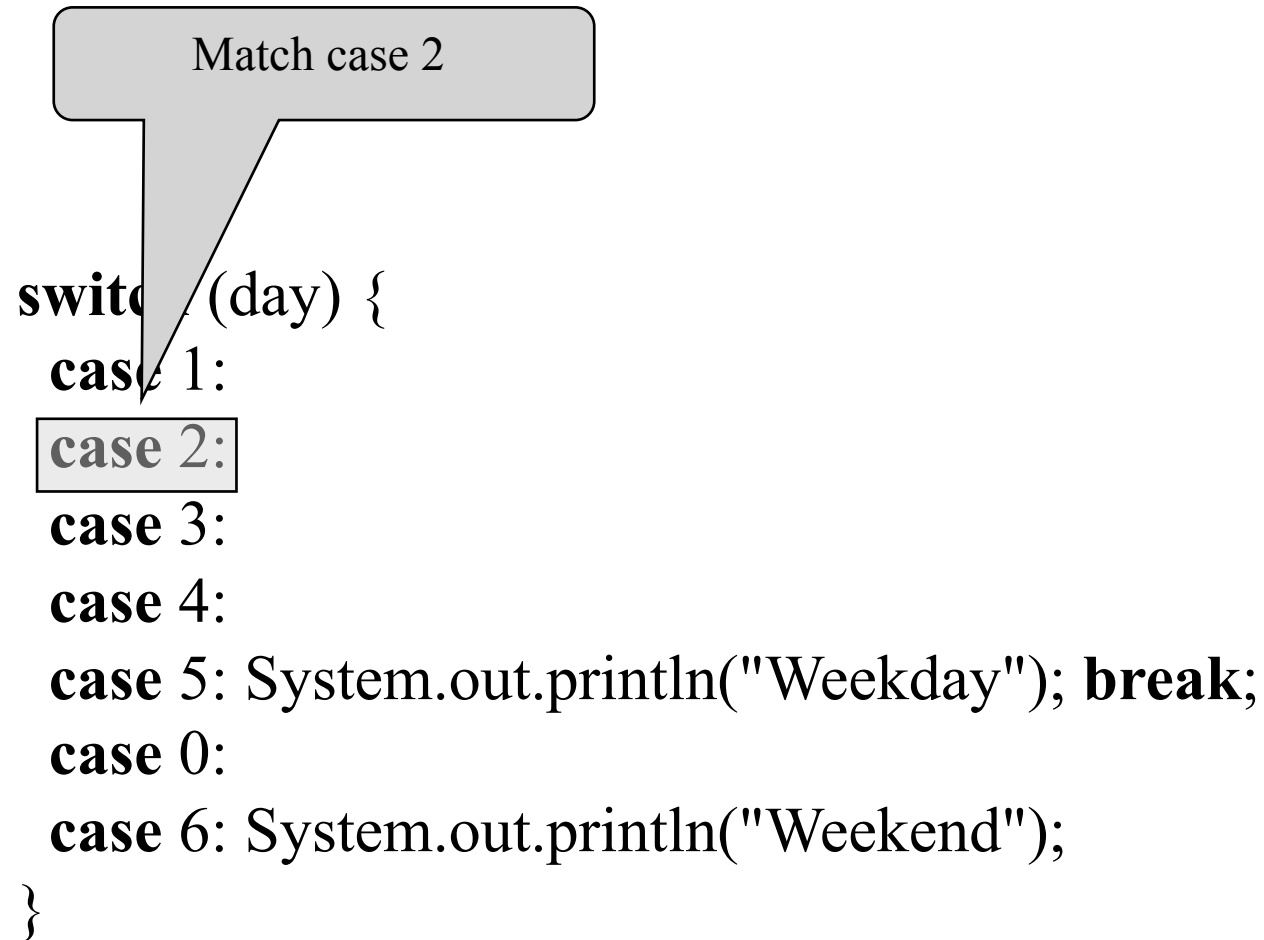 Match case 2
switch (day) {
case 1:
case 2:
case 3:
case 4:
case 5: System.out.println("Weekday"); break;
case 0:
case 6: System.out.println("Weekend");
}